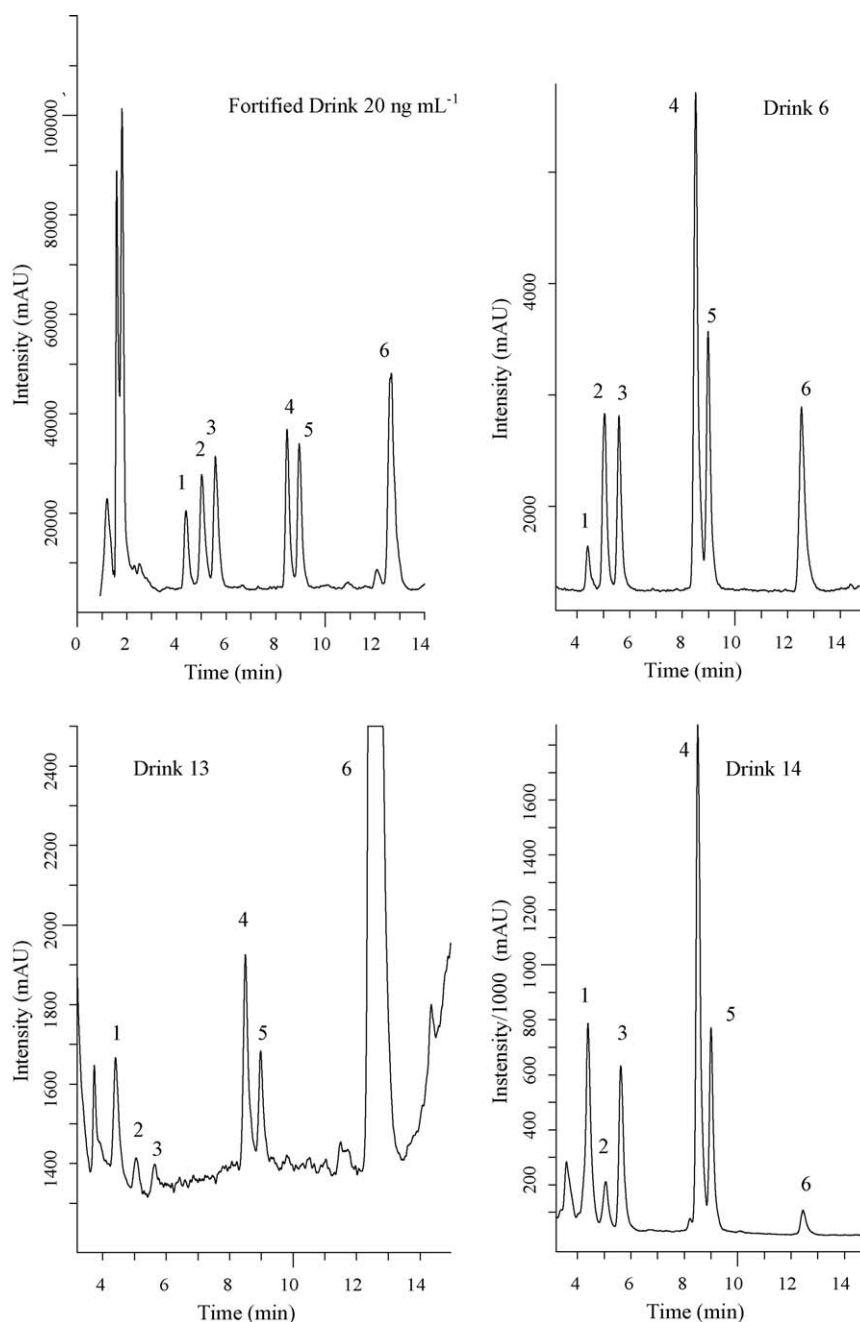 Fortified Drink 20 ng mL-1
Intensity (mAU)
100000
80000
60000
40000
20000
1
2
3
4
5
6
0 2 4 6 8 10 12 14
Time (min)
Drink 6
Intensity (mAU)
4000
2000
1
2
3
4
5
6
4 6 8 10 12 14
Time (min)
Drink 13
Intensity (mAU)
2400
2200
2000
1800
1600
1400
1
2
3
4
5
6
4 6 8 10 12 14
Time (min)
Drink 14
Instensity/1000 (mAU)
1600
1400
1200
1000
800
600
400
200
1
2
3
4
5
6
4 6 8 10 12 14
Time (min)